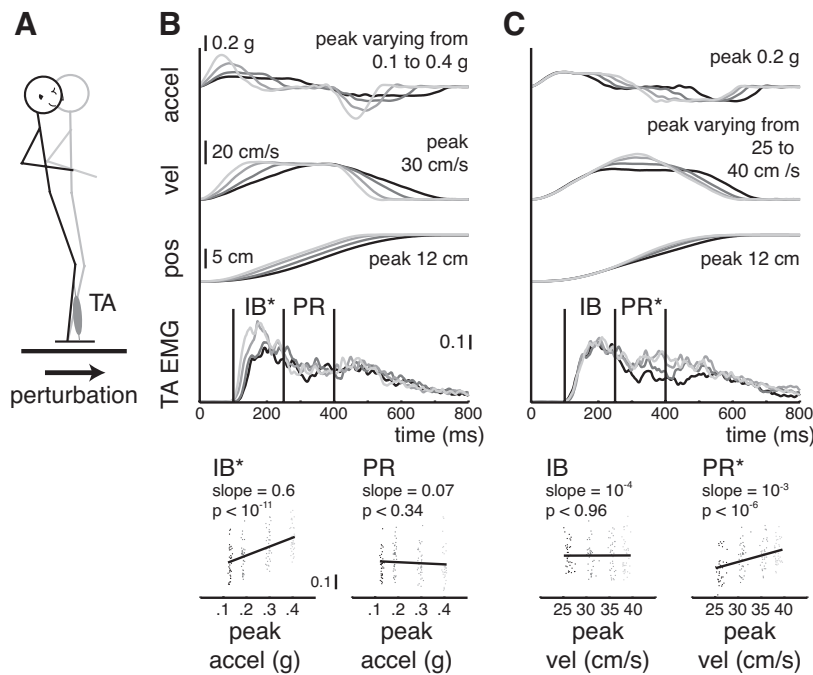 A
TA
perturbation
B
0.2 g
peak varying from
0.1 to 0.4 g
accel
20 cm/s
peak
30 cm/s
vel
5 cm
peak 12 cm
pos
IB*
PR
0.1
TA EMG
0 200 400 600 800
time (ms)
IB*
slope = 0.6
p < 10^-11
0.1
.1 .2 .3 .4
peak
accel (g)
PR
slope = 0.07
p < 0.34
.1 .2 .3 .4
peak
accel (g)
C
peak 0.2 g
peak varying from
25 to
40 cm /s
peak 12 cm
IB
PR*
0 200 400 600 800
time (ms)
IB
slope = 10^-4
p < 0.96
25 30 35 40
peak
vel (cm/s)
PR*
slope = 10^-3
p < 10^-6
25 30 35 40
peak
vel (cm/s)